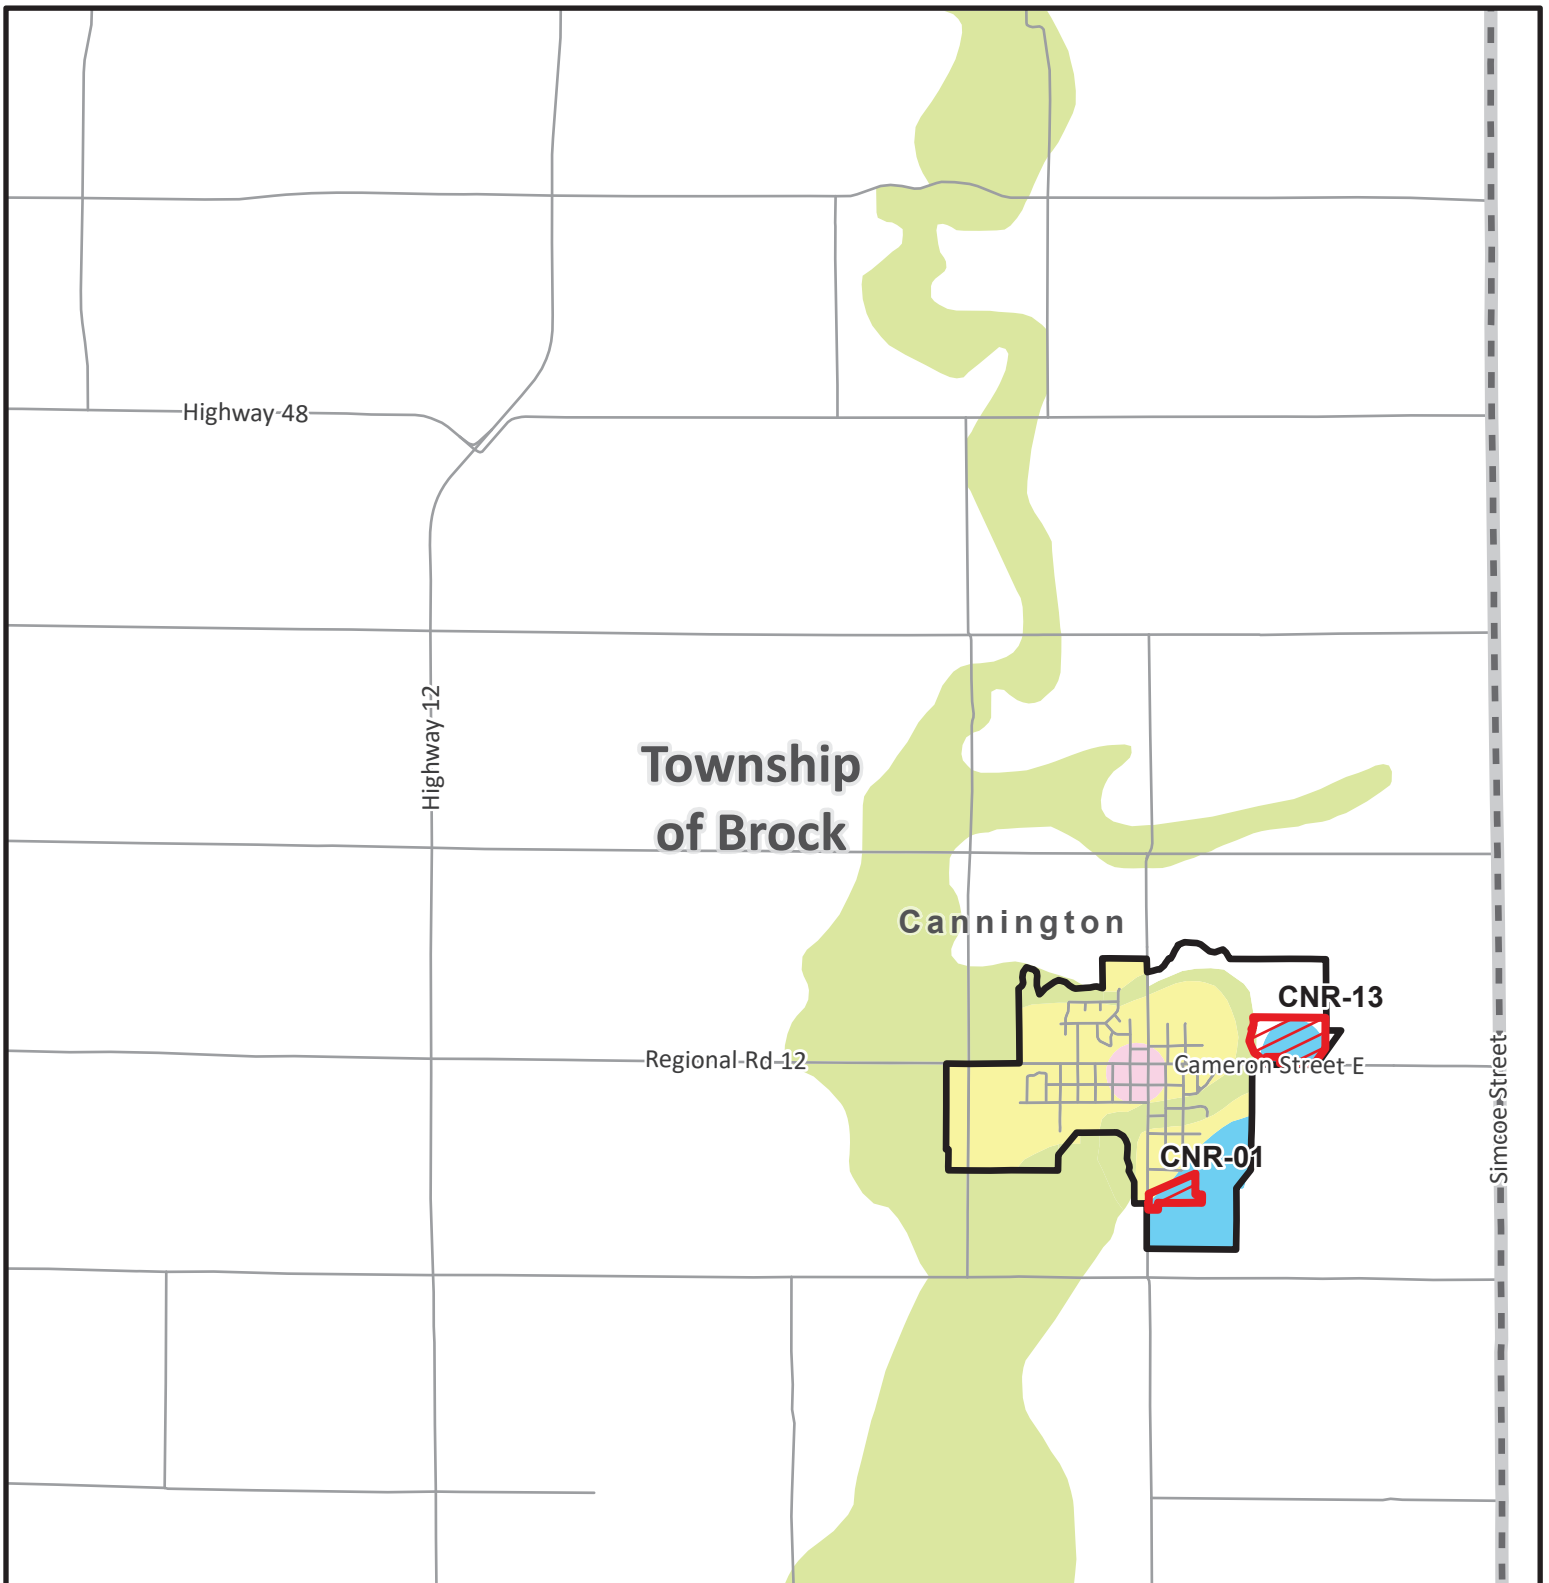 Highway 48
Highway 12
Township
of Brock
Cannington
CNR-13
Regional Rd 12
Cameron Street E
Simcoe Street
CNR-01